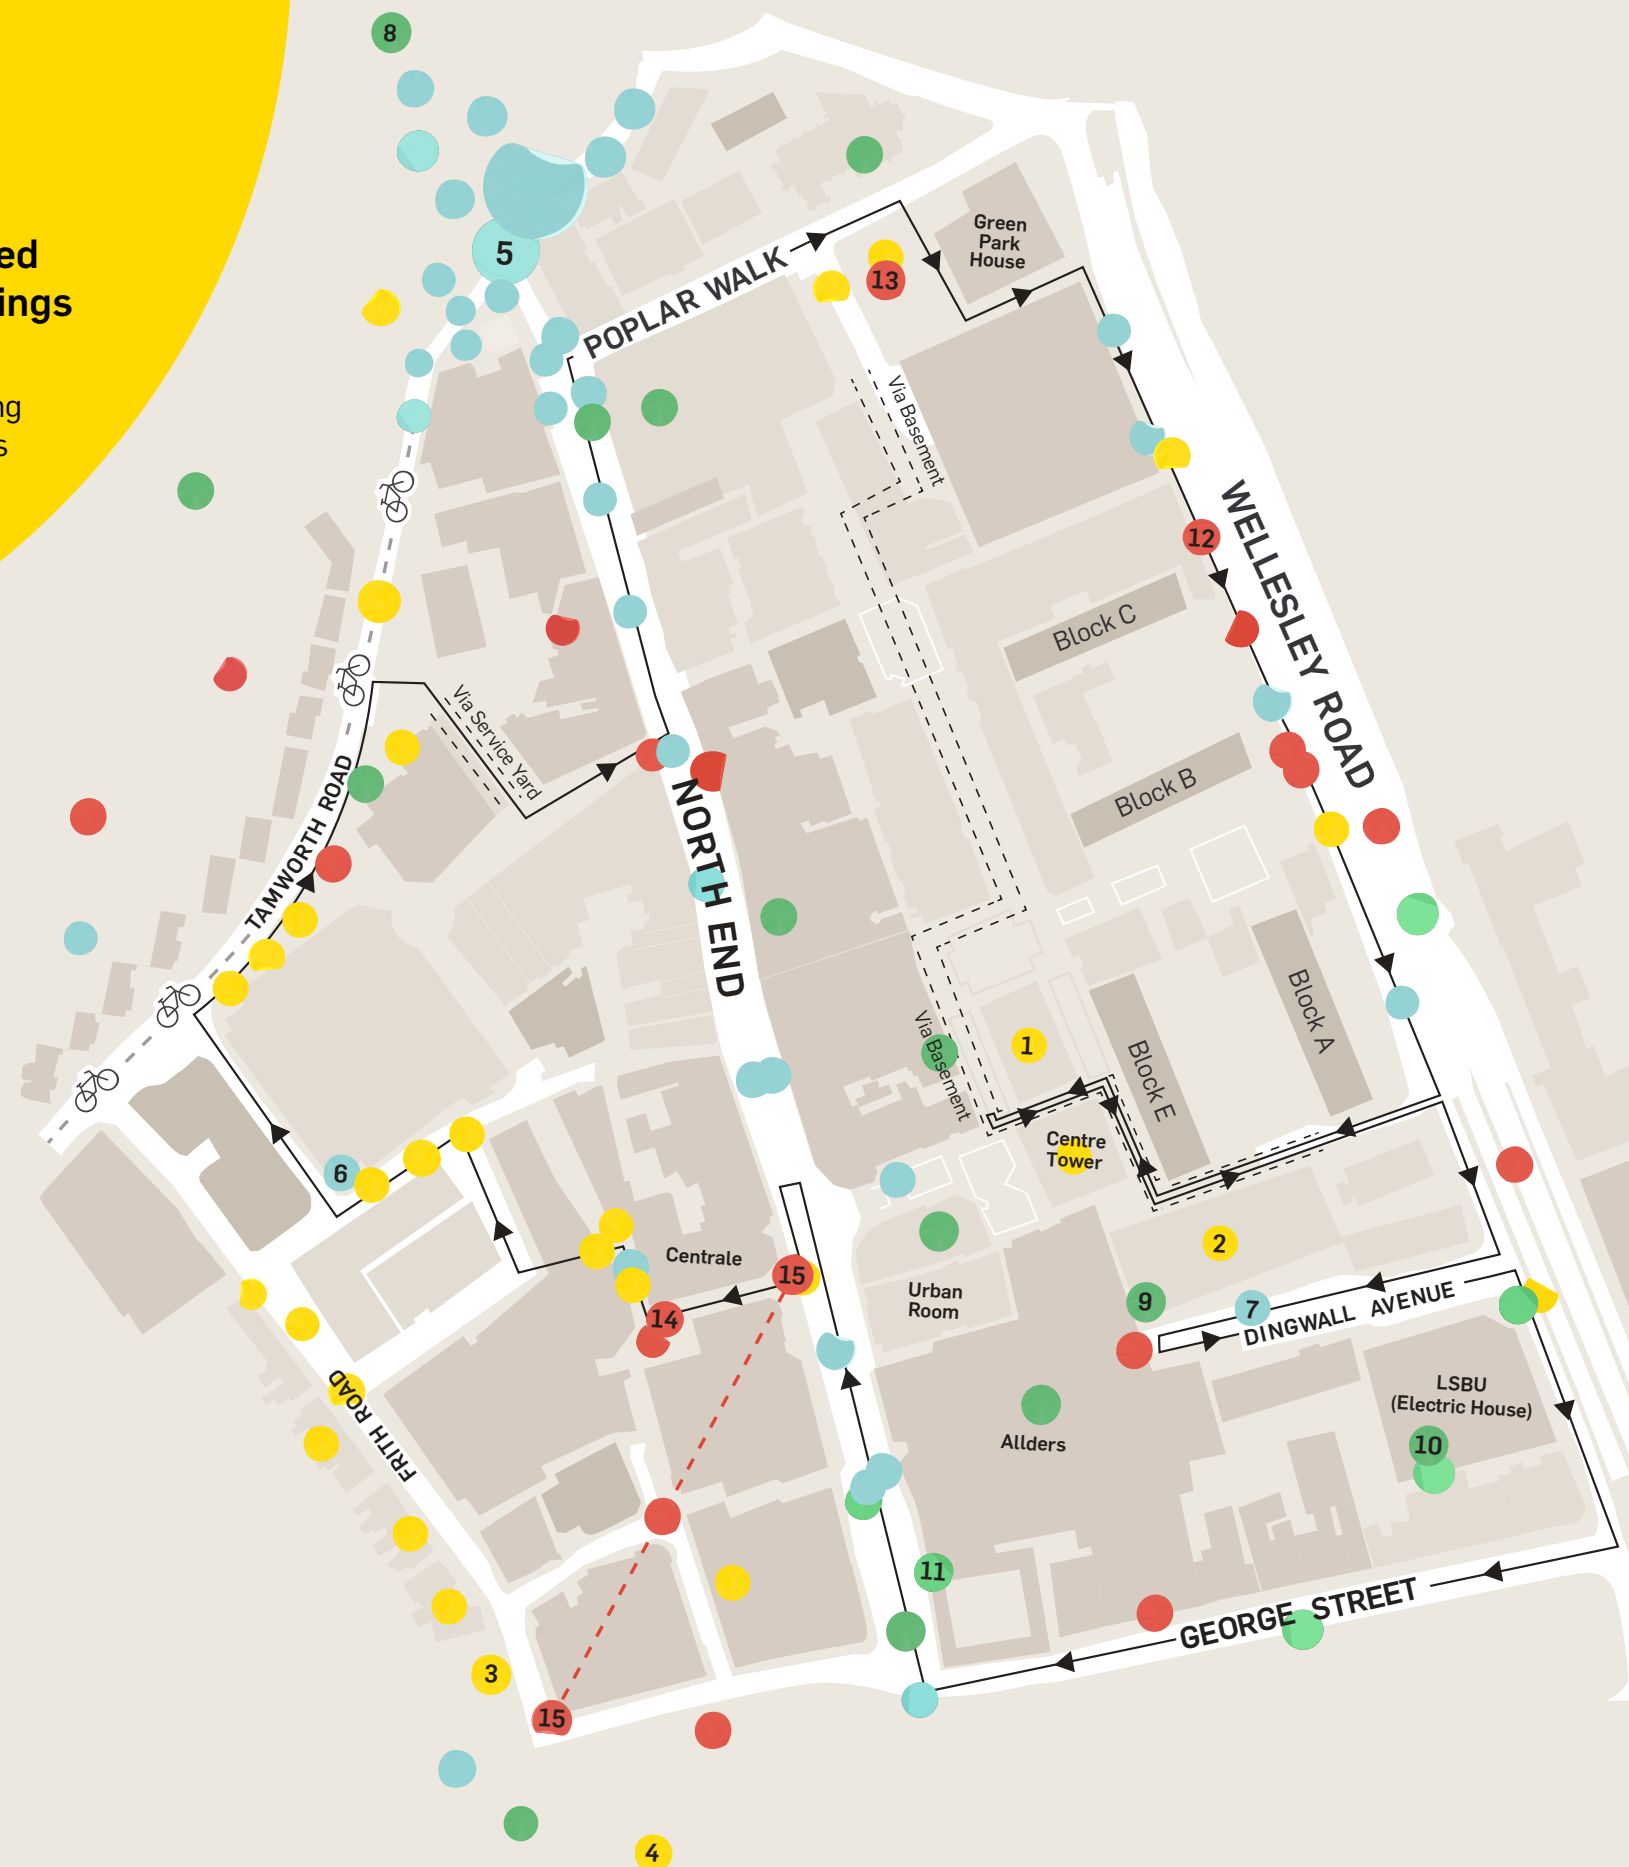 8
ed
ings
ng
s
5
POPLAR WALK
13
Green
Park
House
Via Basement
12
WELLESLEY ROAD
Block C
Block B
Via Service Yard
TAMWORTH ROAD
NORTH END
Block A
1
Via Basement
Block E
Centre
Tower
6
2
Centrale
15
14
Urban
Room
9
7
DINGWALL AVENUE
LSBU
(Electric House)
FRITH ROAD
Allders
10
11
GEORGE STREET
3
15
4